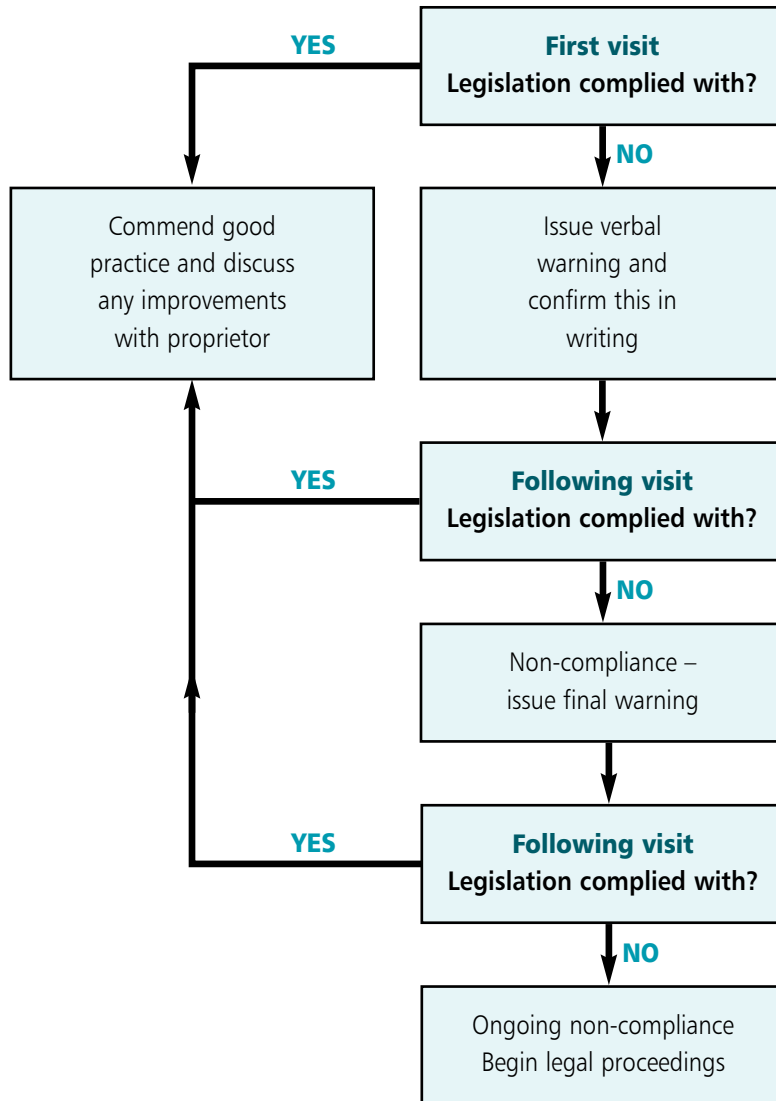 YES
First visit
Legislation complied with?
NO
Commend good
practice and discuss
any improvements
with proprietor
Issue verbal
warning and
confirm this in
writing
YES
Following visit
Legislation complied with?
NO
Non-compliance –
issue final warning
YES
Following visit
Legislation complied with?
NO
Ongoing non-compliance
Begin legal proceedings